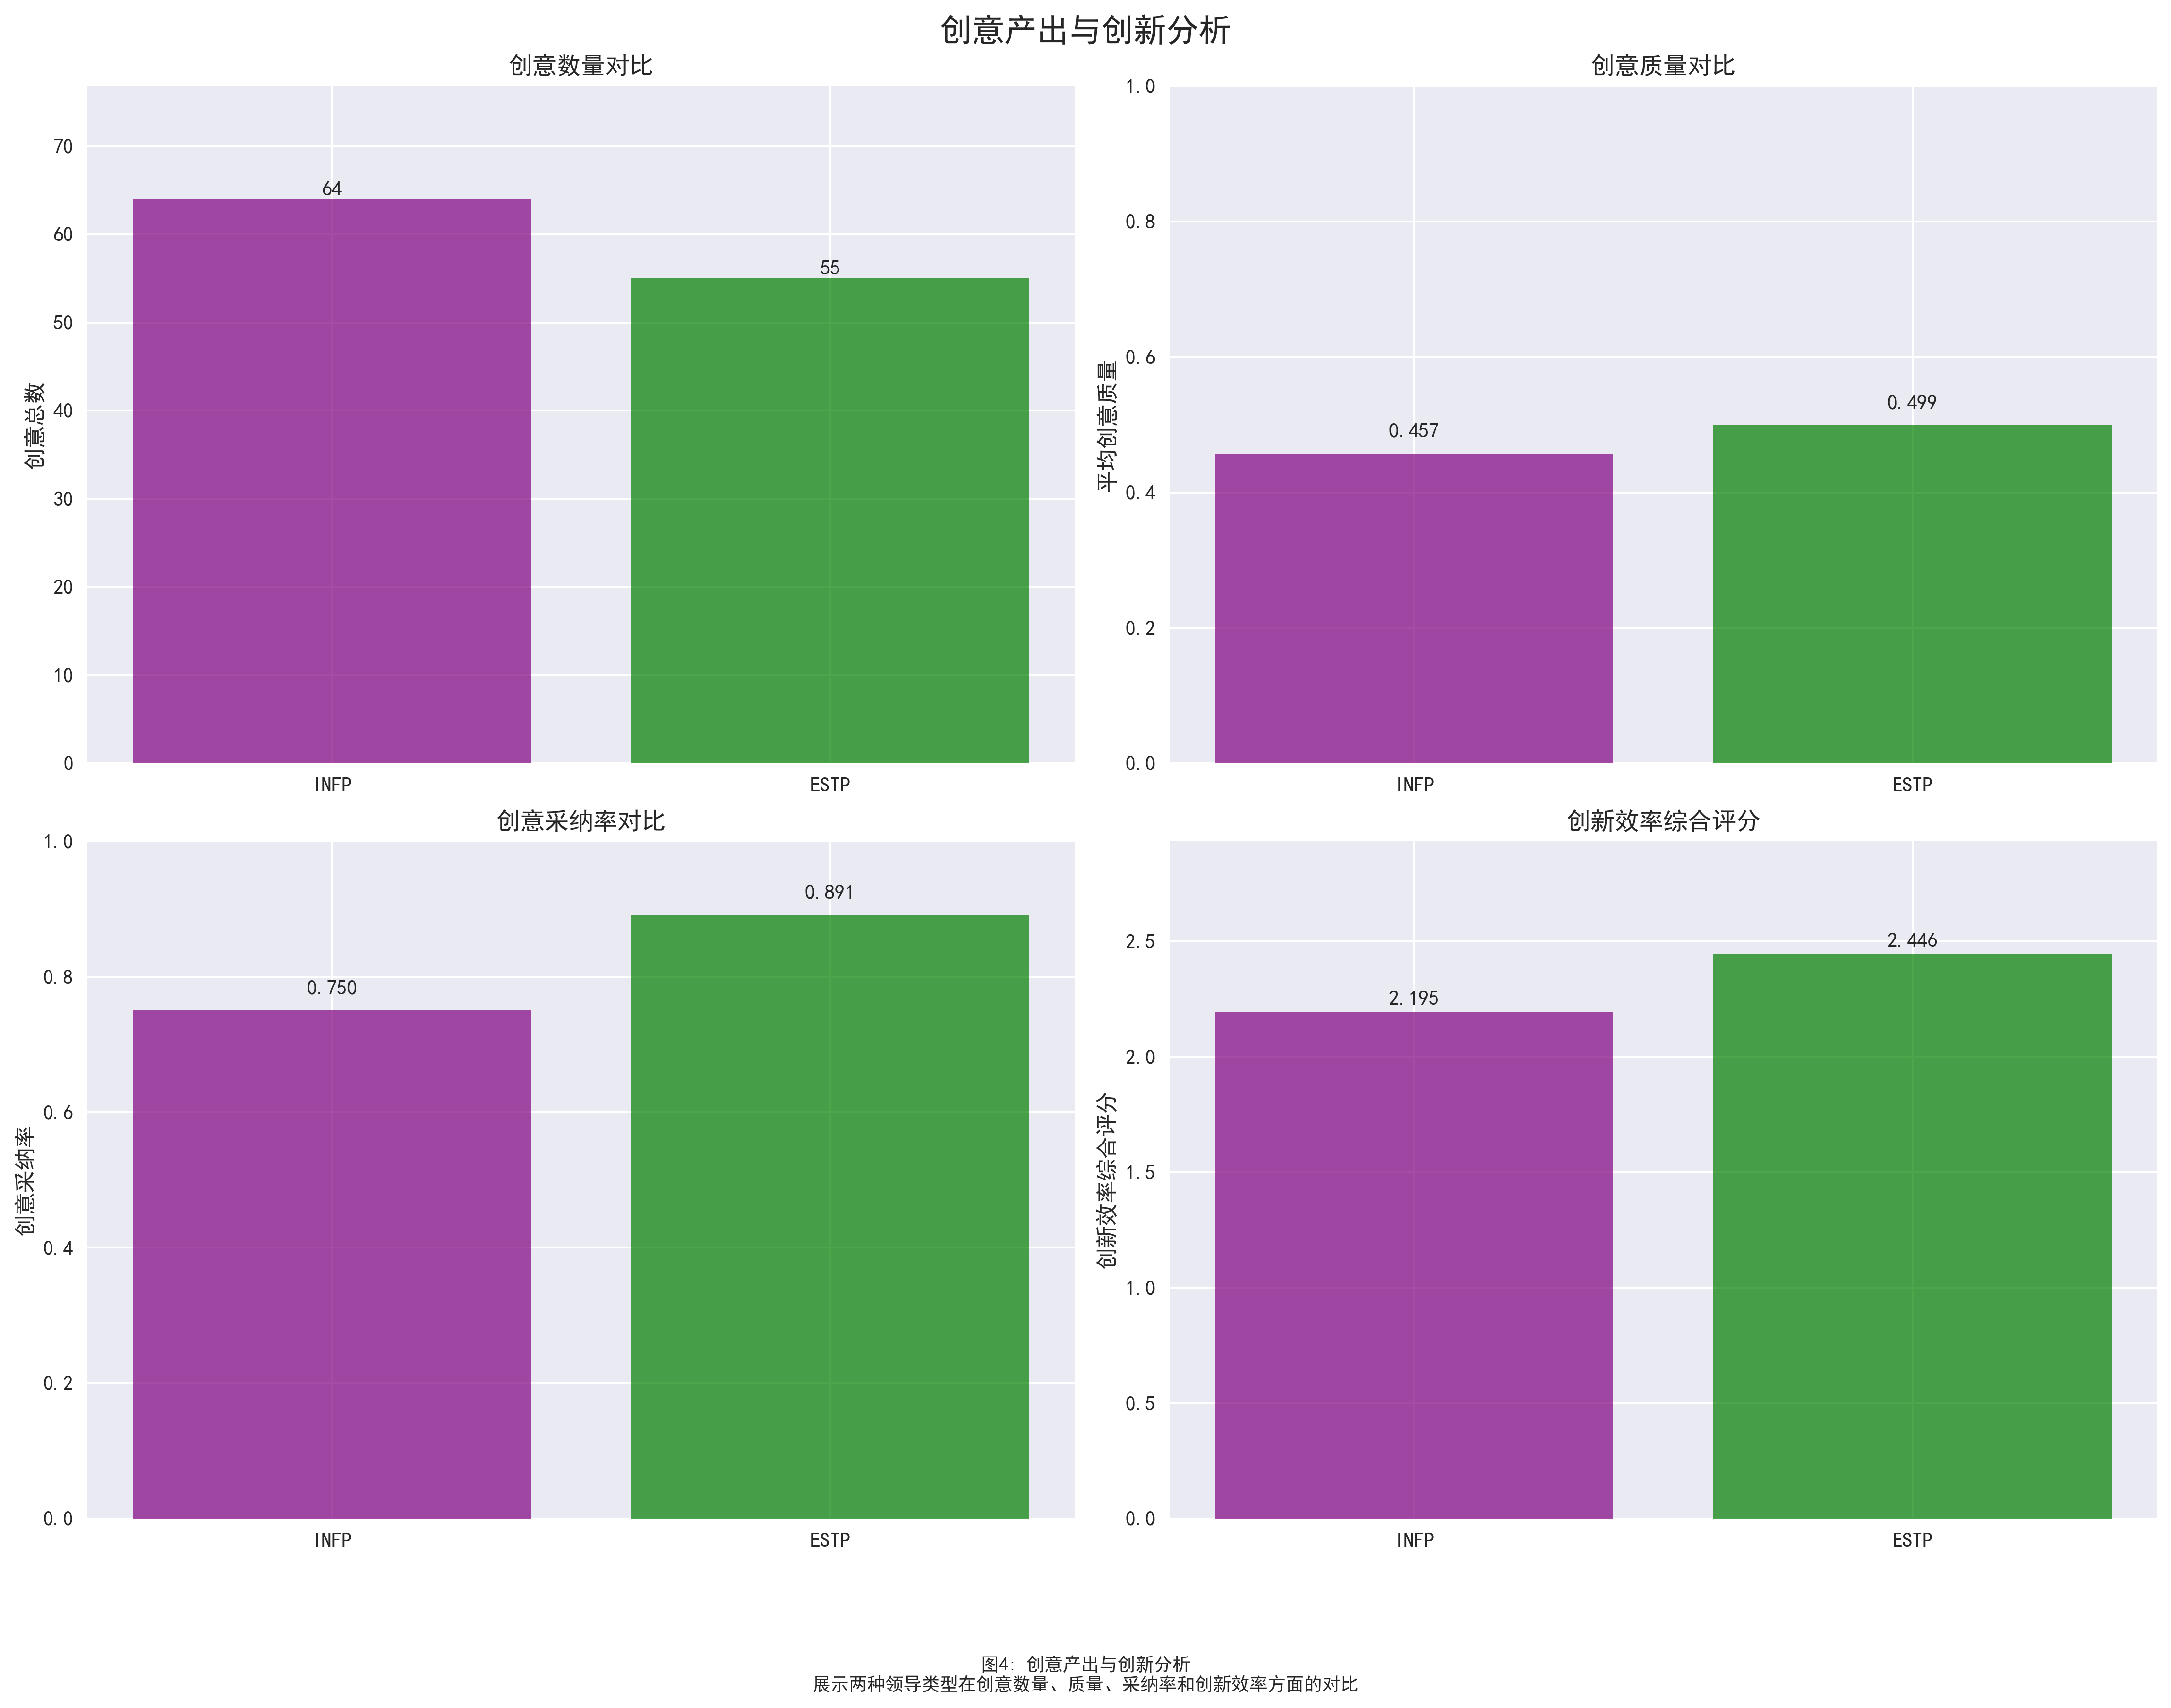 创意产出与创新分析
创意数量对比
创意总数
70
60
50
40
30
20
10
0
64
55
INFP
ESTP
创意质量对比
平均创意质量
1.0
0.8
0.6
0.4
0.2
0.0
0.457
0.499
INFP
ESTP
创意采纳率对比
创意采纳率
1.0
0.8
0.6
0.4
0.2
0.0
0.750
0.891
INFP
ESTP
创新效率综合评分
创新效率综合评分
2.5
2.0
1.5
1.0
0.5
0.0
2.195
2.446
INFP
ESTP
图4: 创意产出与创新分析
展示两种领导类型在创意数量、质量、采纳率和创新效率方面的对比